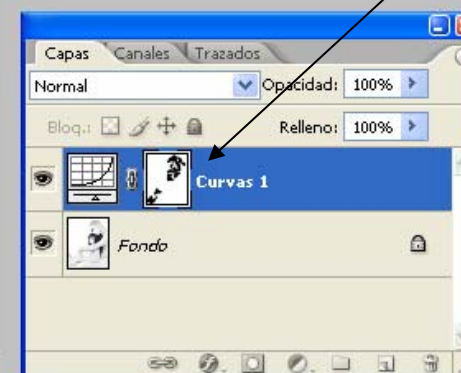 Capas Canales Trazados
Normal Opacidad: 100%
Bloq.: Relleno: 100%
Curvas 1
Fondo